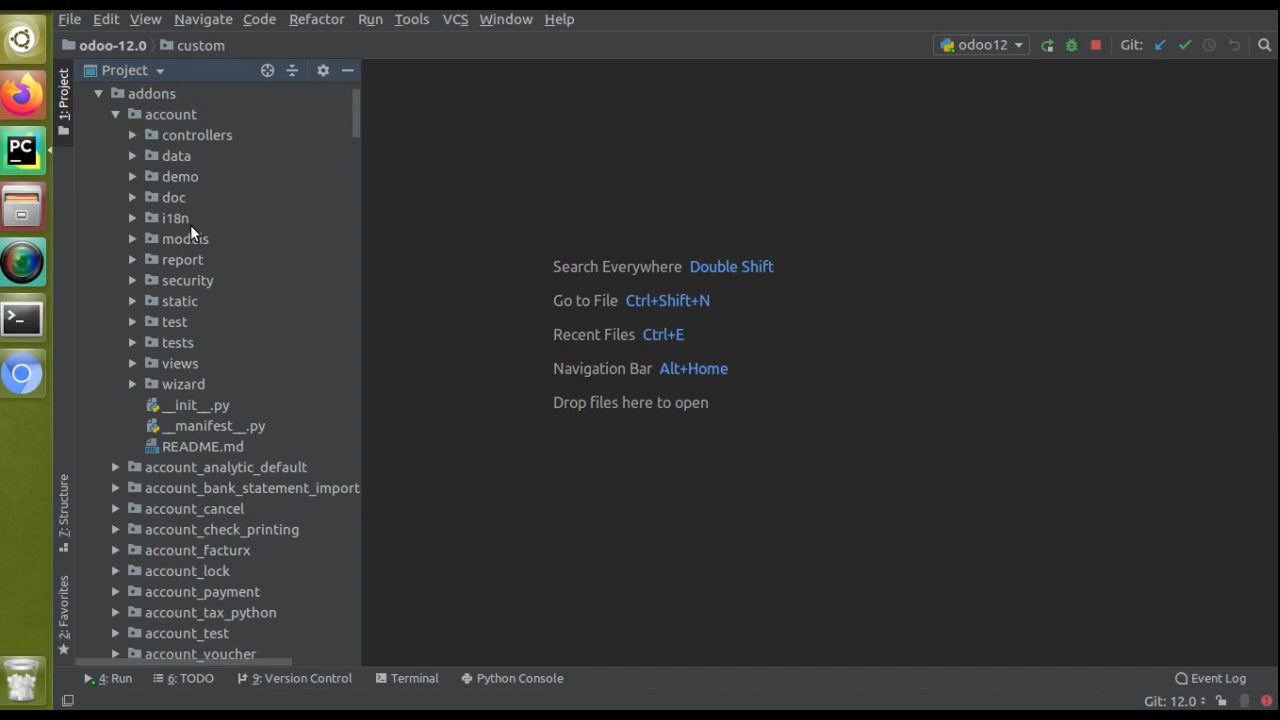 File Edit View Navigate Code Refactor Run Tools VCS Window Help
odoo-12.0 custom odoo12 Git:
1: Project
Project
addons
account
controllers
data
demo
doc
i18n
models
report
security
static
test
tests
views
wizard
__init__.py
__manifest__.py
README.md
account_analytic_default
account_bank_statement_import
account_cancel
account_check_printing
account_facturx
account_lock
account_payment
account_tax_python
account_test
account_voucher
Search Everywhere Double Shift
Go to File Ctrl+Shift+N
Recent Files Ctrl+E
Navigation Bar Alt+Home
Drop files here to open
7: Structure
2: Favorites
4: Run 6: TODO 9: Version Control Terminal Python Console Event Log
Git: 12.0
PC